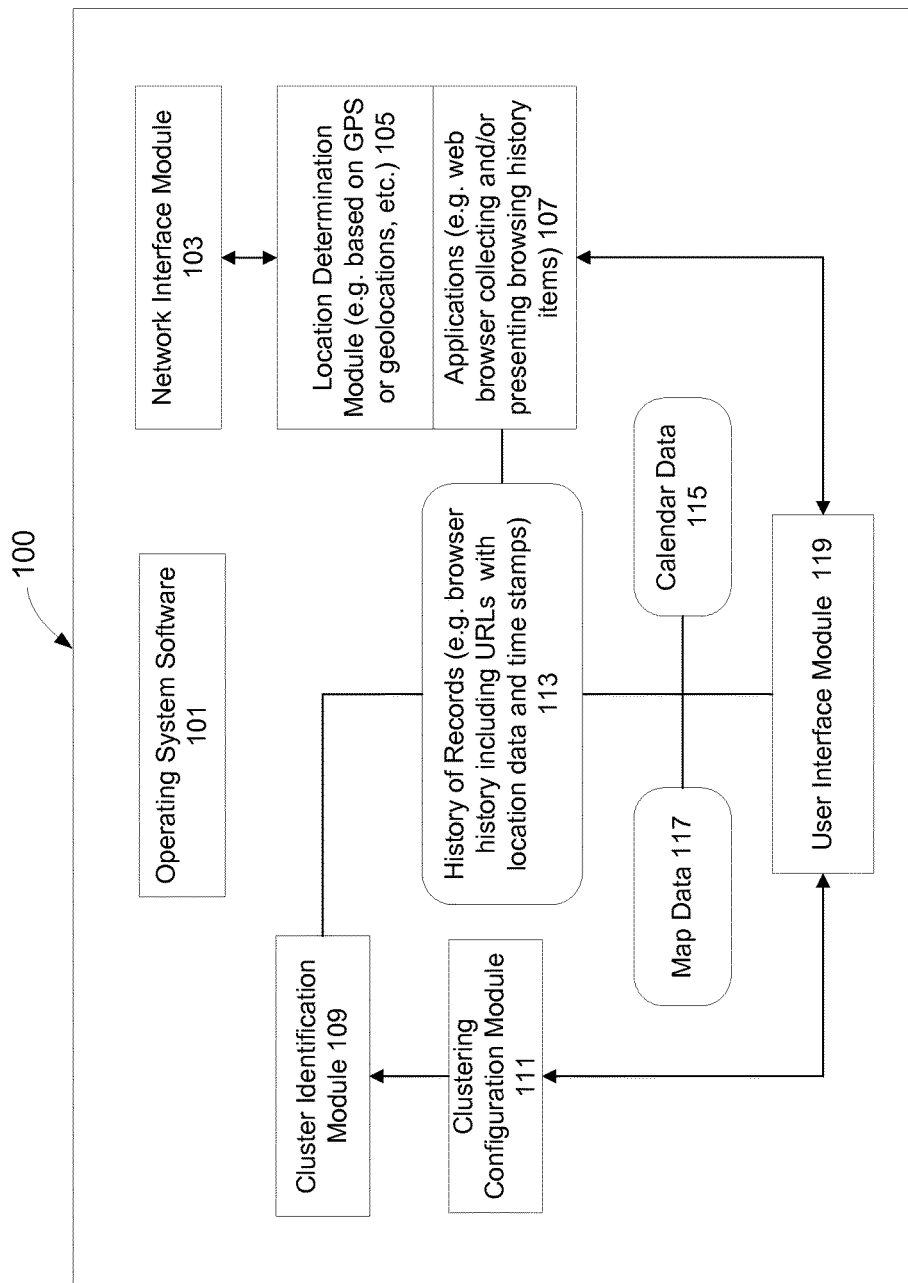 100
Operating System Software
101
Network Interface Module
103
Cluster Identification
Module 109
Location Determination
Module (e.g. based on GPS
or geolocations, etc.) 105
Clustering
Configuration Module
111
History of Records (e.g. browser
history including URLs with
location data and time stamps)
113
Applications (e.g. web
browser collecting and/or
presenting browsing history
items) 107
Map Data 117
Calendar Data
115
User Interface Module 119